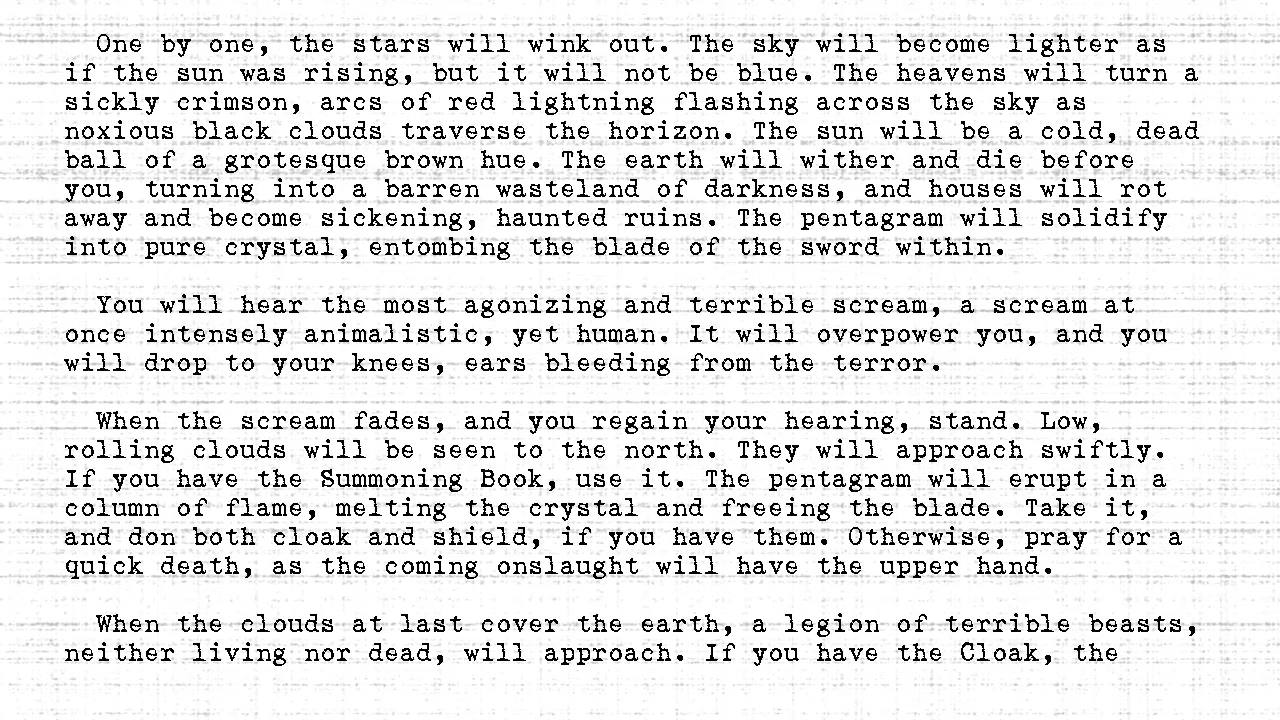 One by one, the stars will wink out. The sky will become lighter as
if the sun was rising, but it will not be blue. The heavens will turn a
sickly crimson, arcs of red lightning flashing across the sky as
noxious black clouds traverse the horizon. The sun will be a cold, dead
ball of a grotesque brown hue. The earth will wither and die before
you, turning into a barren wasteland of darkness, and houses will rot
away and become sickening, haunted ruins. The pentagram will solidify
into pure crystal, entombing the blade of the sword within.

You will hear the most agonizing and terrible scream, a scream at
once intensely animalistic, yet human. It will overpower you, and you
will drop to your knees, ears bleeding from the terror.

When the scream fades, and you regain your hearing, stand. Low,
rolling clouds will be seen to the north. They will approach swiftly.
If you have the Summoning Book, use it. The pentagram will erupt in a
column of flame, melting the crystal and freeing the blade. Take it,
and don both cloak and shield, if you have them. Otherwise, pray for a
quick death, as the coming onslaught will have the upper hand.

When the clouds at last cover the earth, a legion of terrible beasts,
neither living nor dead, will approach. If you have the Cloak, the